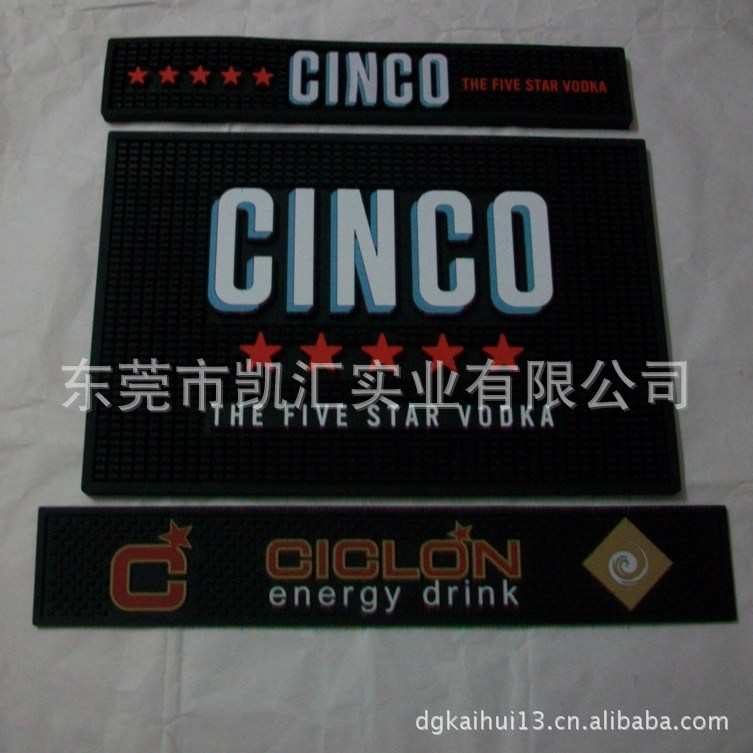 CINCO THE FIVE STAR VODKA
CINCO
东莞市凯汇实业有限公司
THE FIVE STAR VODKA
C CICLÓN
energy drink
dgkaihui13.cn.alibaba.com